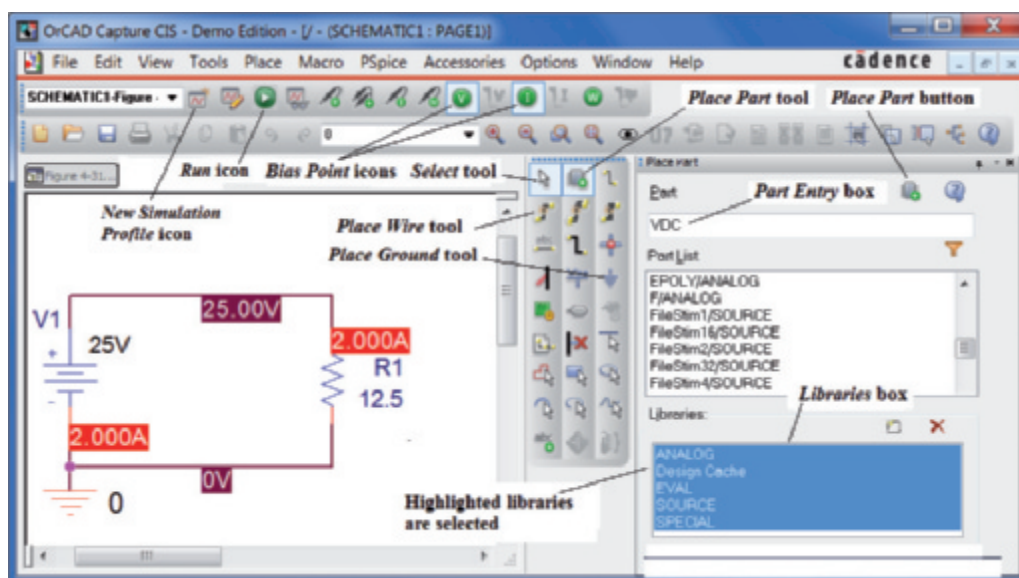 OrCAD Capture CIS - Demo Edition - [/ - (SCHEMATIC1 : PAGE1)]
File Edit View Tools Place Macro PSpice Accessories Options Window Help
cādence
SCHEMATIC1-Figure
Place Part tool
Place Part button
0
Run icon
Bias Point icons
Select tool
Figure 4-31...
New Simulation
Profile icon
Place Wire tool
Place Ground tool
Place Part
Part
Part Entry box
VDC
Part List
EPOLY/ANALOG
F/ANALOG
FileStim1/SOURCE
FileStim16/SOURCE
FileStim2/SOURCE
FileStim32/SOURCE
FileStim4/SOURCE
Libraries box
Libraries:
ANALOG
Design Cache
EVAL
SOURCE
SPECIAL
Highlighted libraries
are selected
25.00V
V1
25V
+
-
2.000A
R1
12.5
2.000A
0V
0